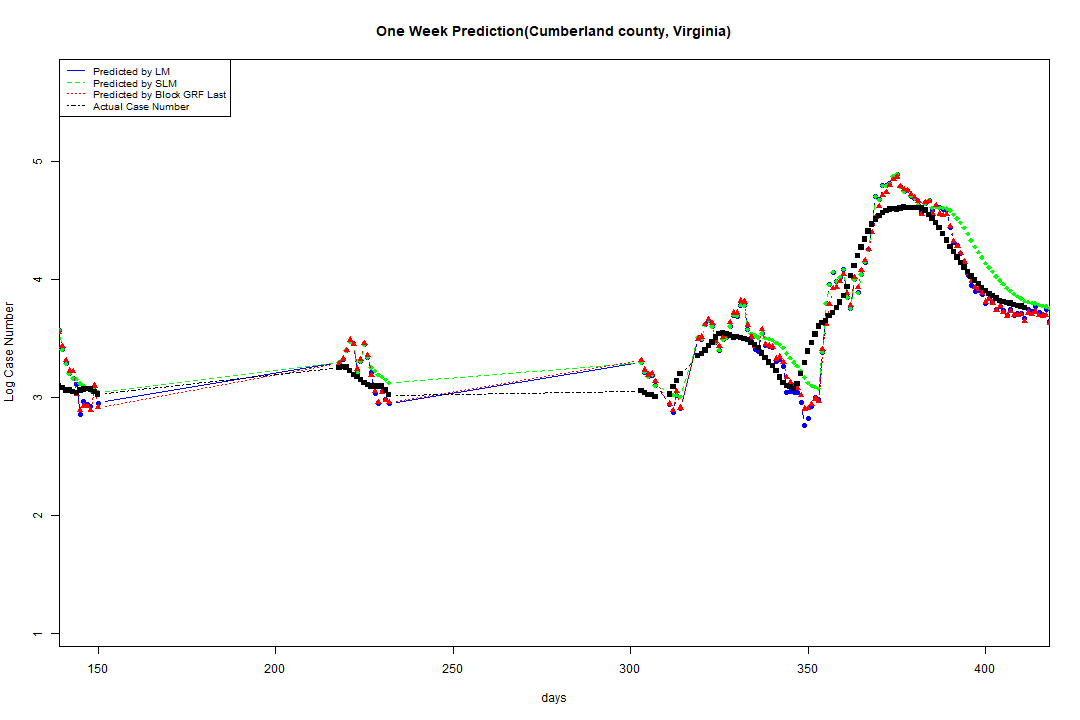 One Week Prediction(Cumberland county, Virginia)
Predicted by LM
Predicted by SLM
Predicted by Block GRF Last
Actual Case Number
Log Case Number
5
4
3
2
1
150 200 250 300 350 400
days